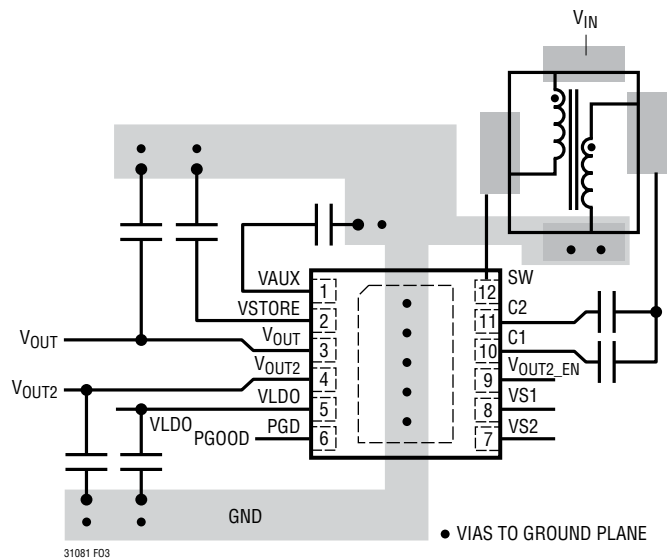 VIN
VAUX
1
VSTORE
2
VOUT
VOUT
3
VOUT2
VOUT2
4
VLDO
5
VLDO
PGOOD
PGD
6
SW
12
C2
11
C1
10
VOUT2_EN
9
VS1
8
VS2
7
GND
VIAS TO GROUND PLANE
31081 F03